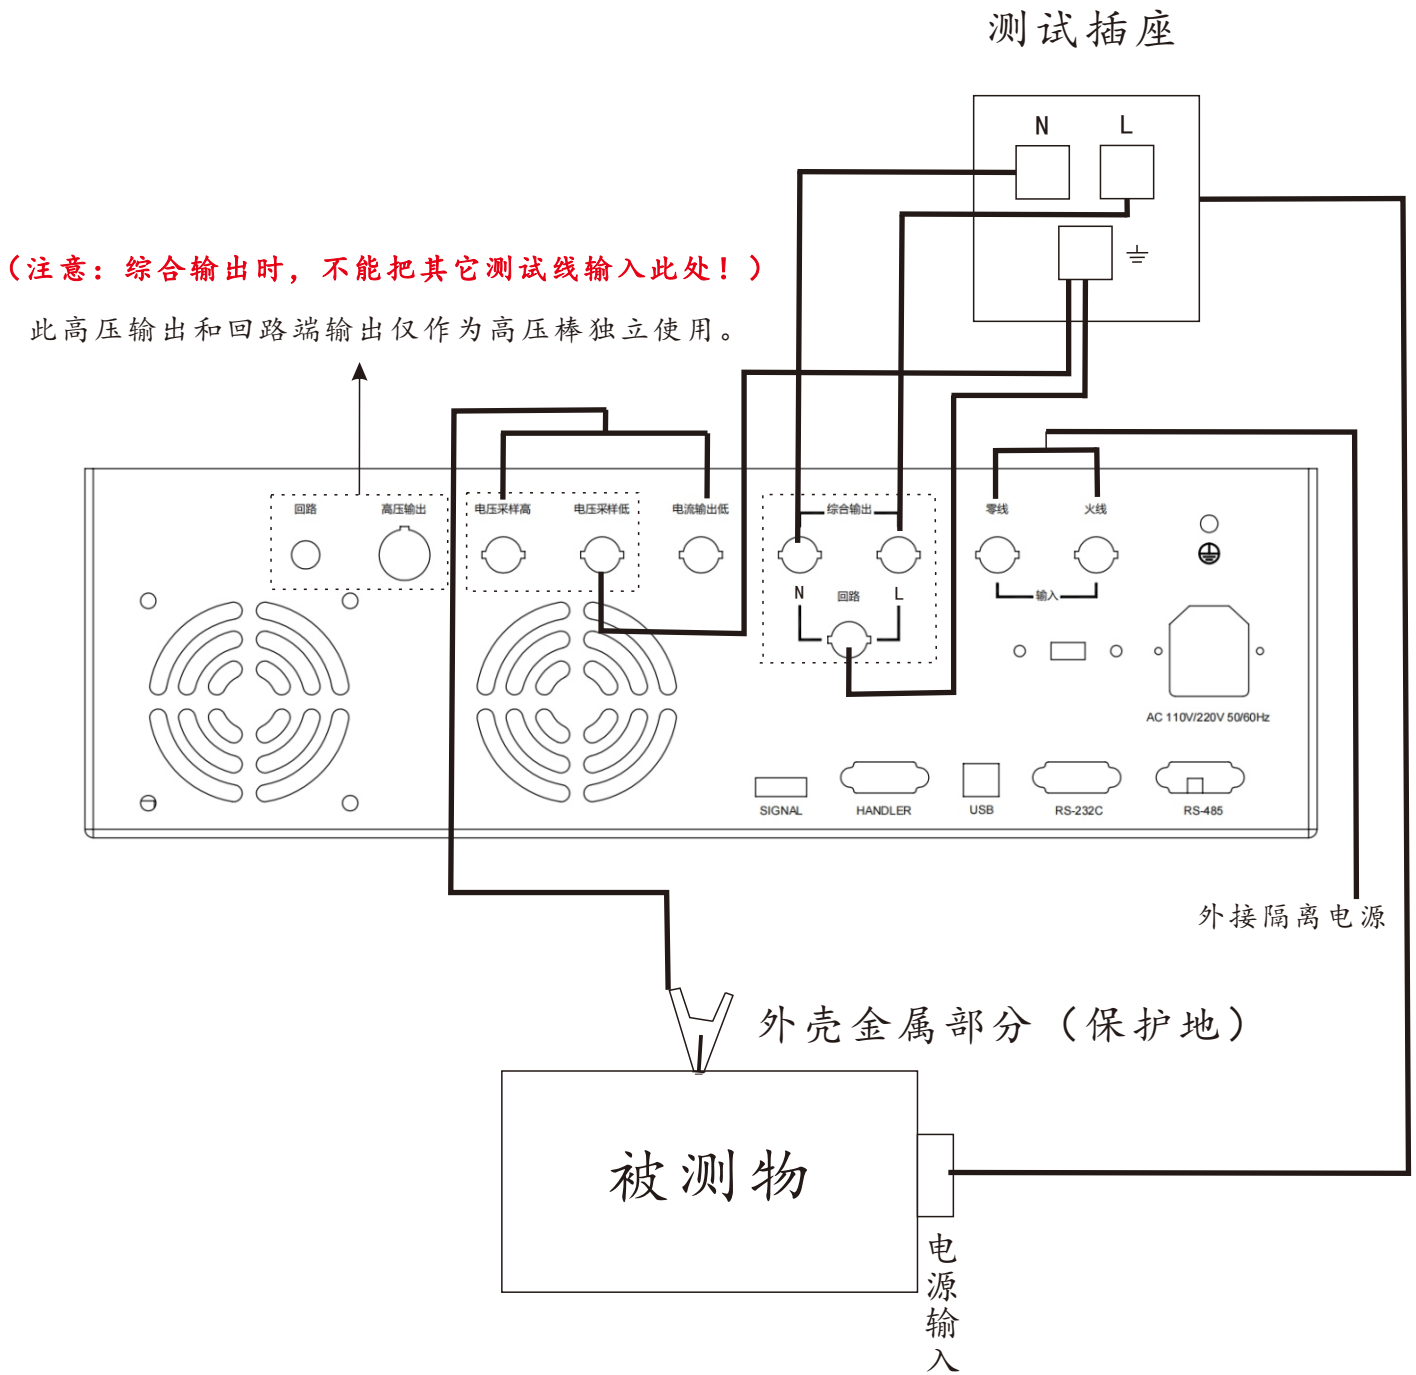 测试插座
N L
（注意：综合输出时，不能把其它测试线输入此处！）
此高压输出和回路端输出仅作为高压棒独立使用。
回路 高压输出 电压采样高 电压采样低 电流输出低 综合输出 零线 火线
N 回路 L 输入
AC 110V/220V 50/60Hz
SIGNAL HANDLER USB RS-232C RS-485
外接隔离电源
外壳金属部分（保护地）
被测物
电源输入